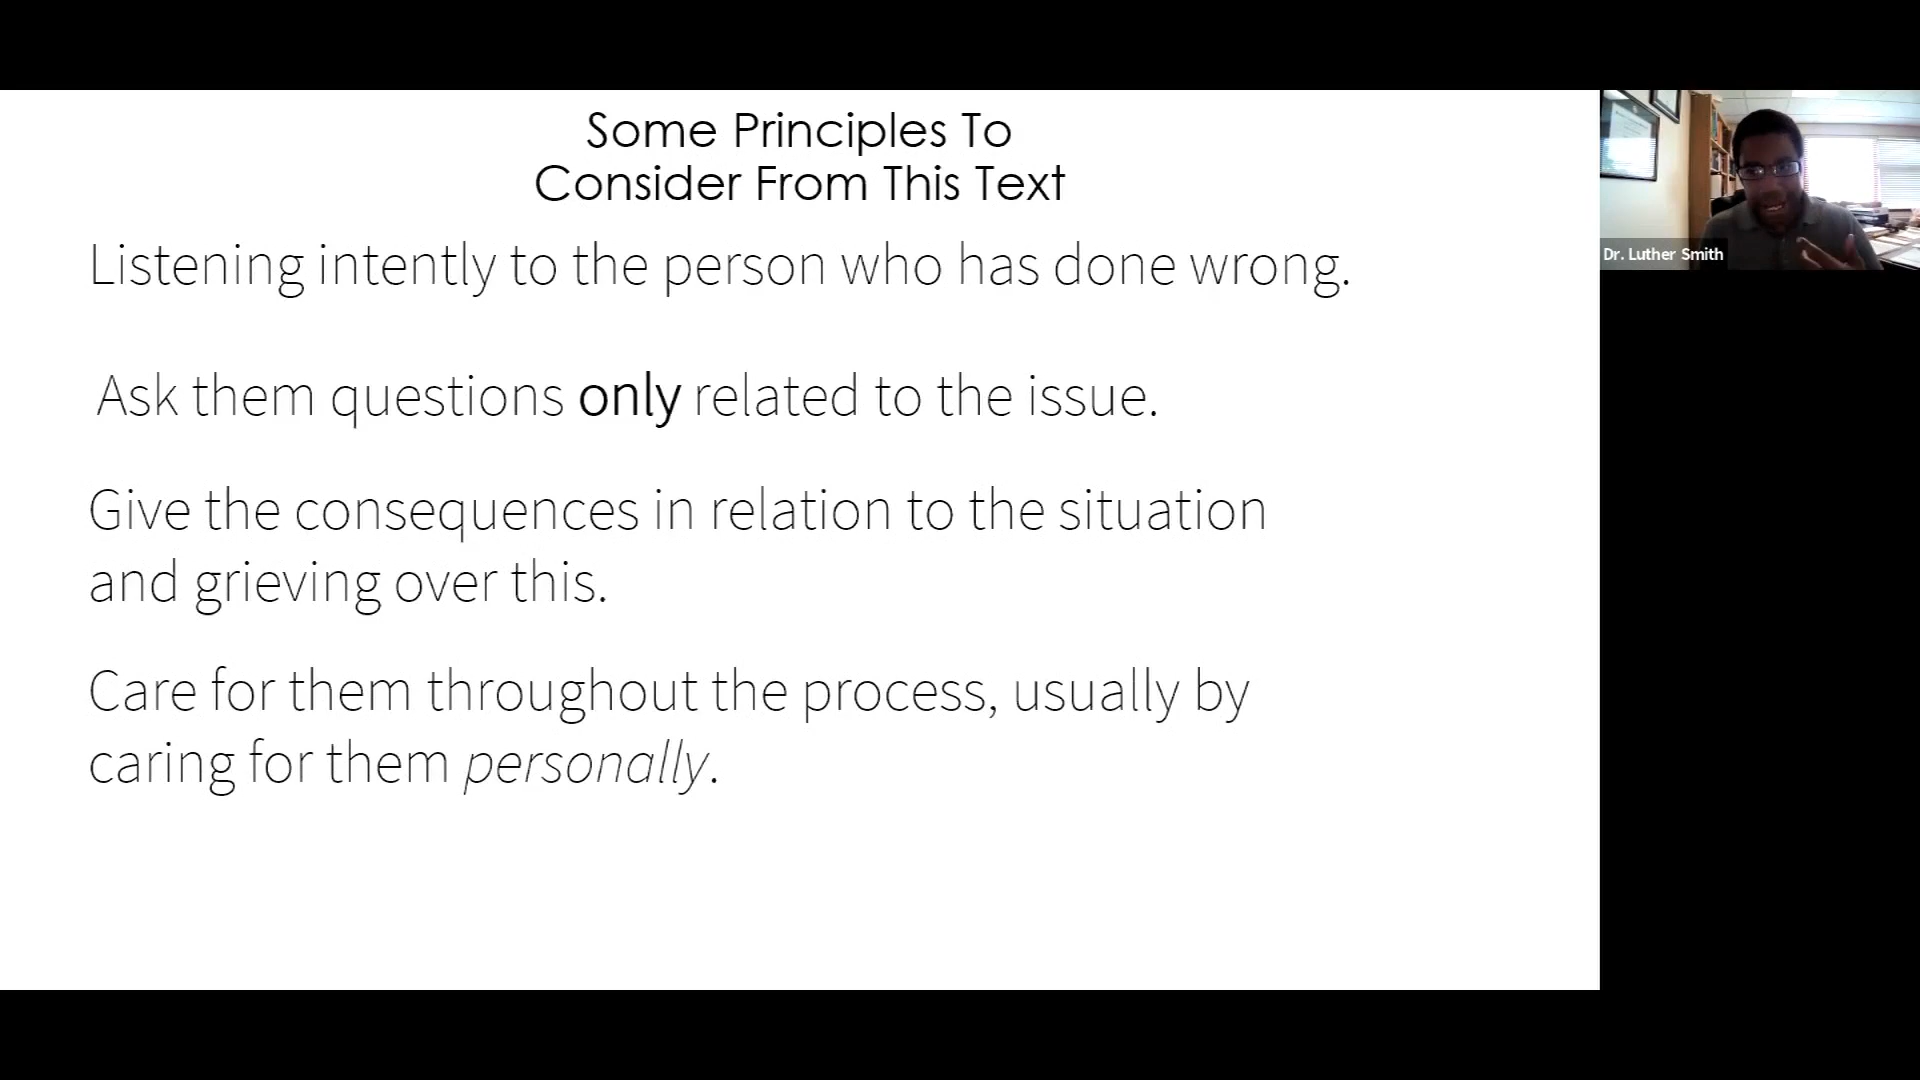 Some Principles To
Consider From This Text
Listening intently to the person who has done wrong.
Ask them questions only related to the issue.
Give the consequences in relation to the situation
and grieving over this.
Care for them throughout the process, usually by
caring for them personally.
Dr. Luther Smith